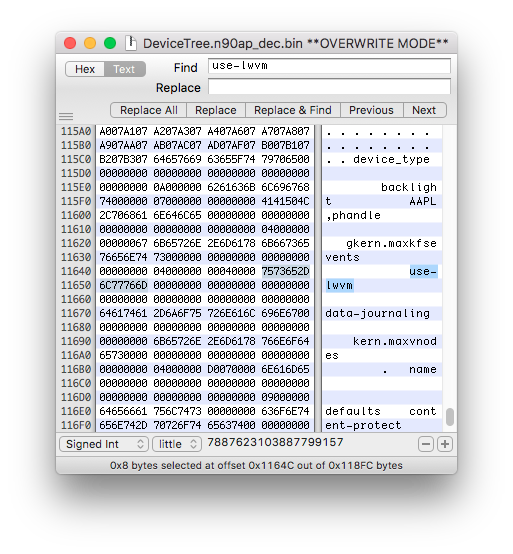 DeviceTree.n90ap_dec.bin **OVERWRITE MODE**
Hex Text Find use-lwvm
Replace
Replace All Replace Replace & Find Previous Next
115A0 A007A107 A207A307 A407A607 A707A807 . . . . . . . .
115B0 A907AA07 AB07AC07 AD07AF07 B007B107 . . . . . . . .
115C0 B207B307 64657669 63655F74 79706500 . . device_type
115D0 00000000 00000000 00000000 00000000
115E0 00000000 0A000000 6261636B 6C696768 backligh
115F0 74000000 07000000 00000000 4141504C t AAPL
11600 2C706861 6E646C65 00000000 00000000 ,phandle
11610 00000000 00000000 00000000 04000000
11620 00000067 6B65726E 2E6D6178 6B667365 gkern.maxkfse
11630 76656E74 73000000 00000000 00000000 vents
11640 00000000 04000000 00040000 7573652D use-
11650 6C77766D 00000000 00000000 00000000 lwvm
11660 00000000 00000000 00000000 00000000
11670 64617461 2D6A6F75 726E616C 696E6700 data-journaling
11680 00000000 00000000 00000000 00000000
11690 00000000 6B65726E 2E6D6178 766E6F64 kern.maxvnod
116A0 65730000 00000000 00000000 00000000 es
116B0 00000000 04000000 D0070000 6E616D65 . name
116C0 00000000 00000000 00000000 00000000
116D0 00000000 00000000 00000000 09000000
116E0 64656661 756C7473 00000000 636F6E74 defaults cont
116F0 656E742D 70726F74 65637400 00000000 ent-protect
Signed Int little 7887623103887799157
0x8 bytes selected at offset 0x1164C out of 0x118FC bytes